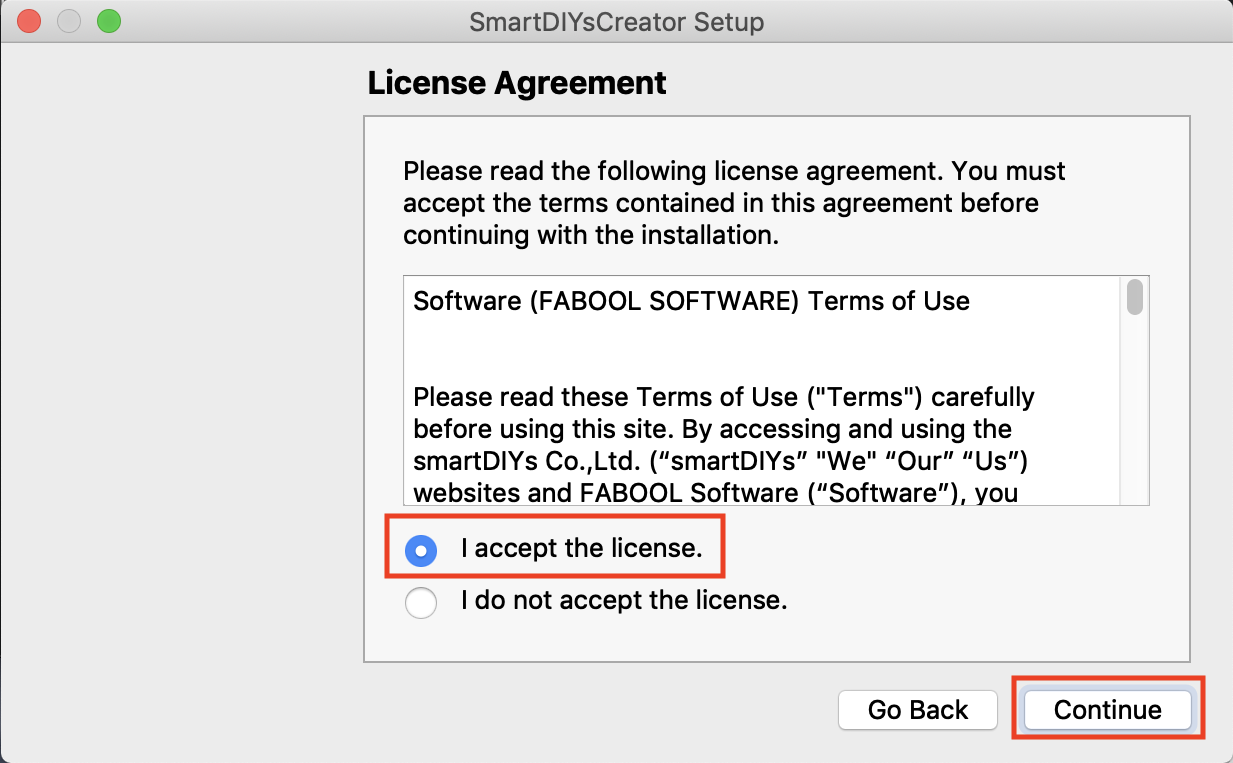 SmartDIYsCreator Setup
License Agreement
Please read the following license agreement. You must
accept the terms contained in this agreement before
continuing with the installation.
Software (FABOOL SOFTWARE) Terms of Use
Please read these Terms of Use ("Terms") carefully
before using this site. By accessing and using the
smartDIYs Co.,Ltd. (“smartDIYs” "We" “Our” “Us”)
websites and FABOOL Software (“Software”), you
I accept the license.
I do not accept the license.
Go Back
Continue